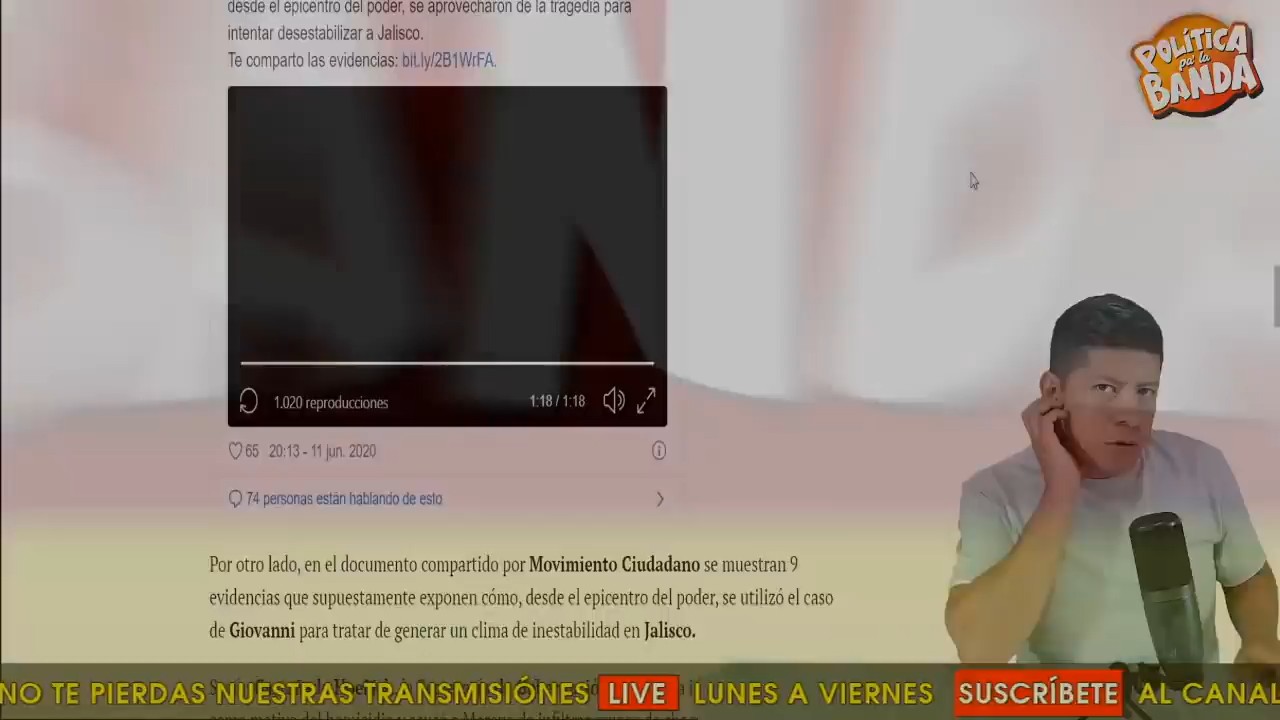 desde el epicentro del poder, se aprovecharon de la tragedia para
intentar desestabilizar a Jalisco.
Te comparto las evidencias: bit.ly/2B1WrFA.
POLÍTICA
pa' la
BANDA
1.020 reproducciones
1:18 / 1:18
65 20:13 - 11 jun. 2020
74 personas están hablando de esto
Por otro lado, en el documento compartido por Movimiento Ciudadano se muestran 9
evidencias que supuestamente exponen cómo, desde el epicentro del poder, se utilizó el caso
de Giovanni para tratar de generar un clima de inestabilidad en Jalisco.
NO TE PIERDAS NUESTRAS TRANSMISIÓNES LIVE LUNES A VIERNES SUSCRÍBETE AL CANAL